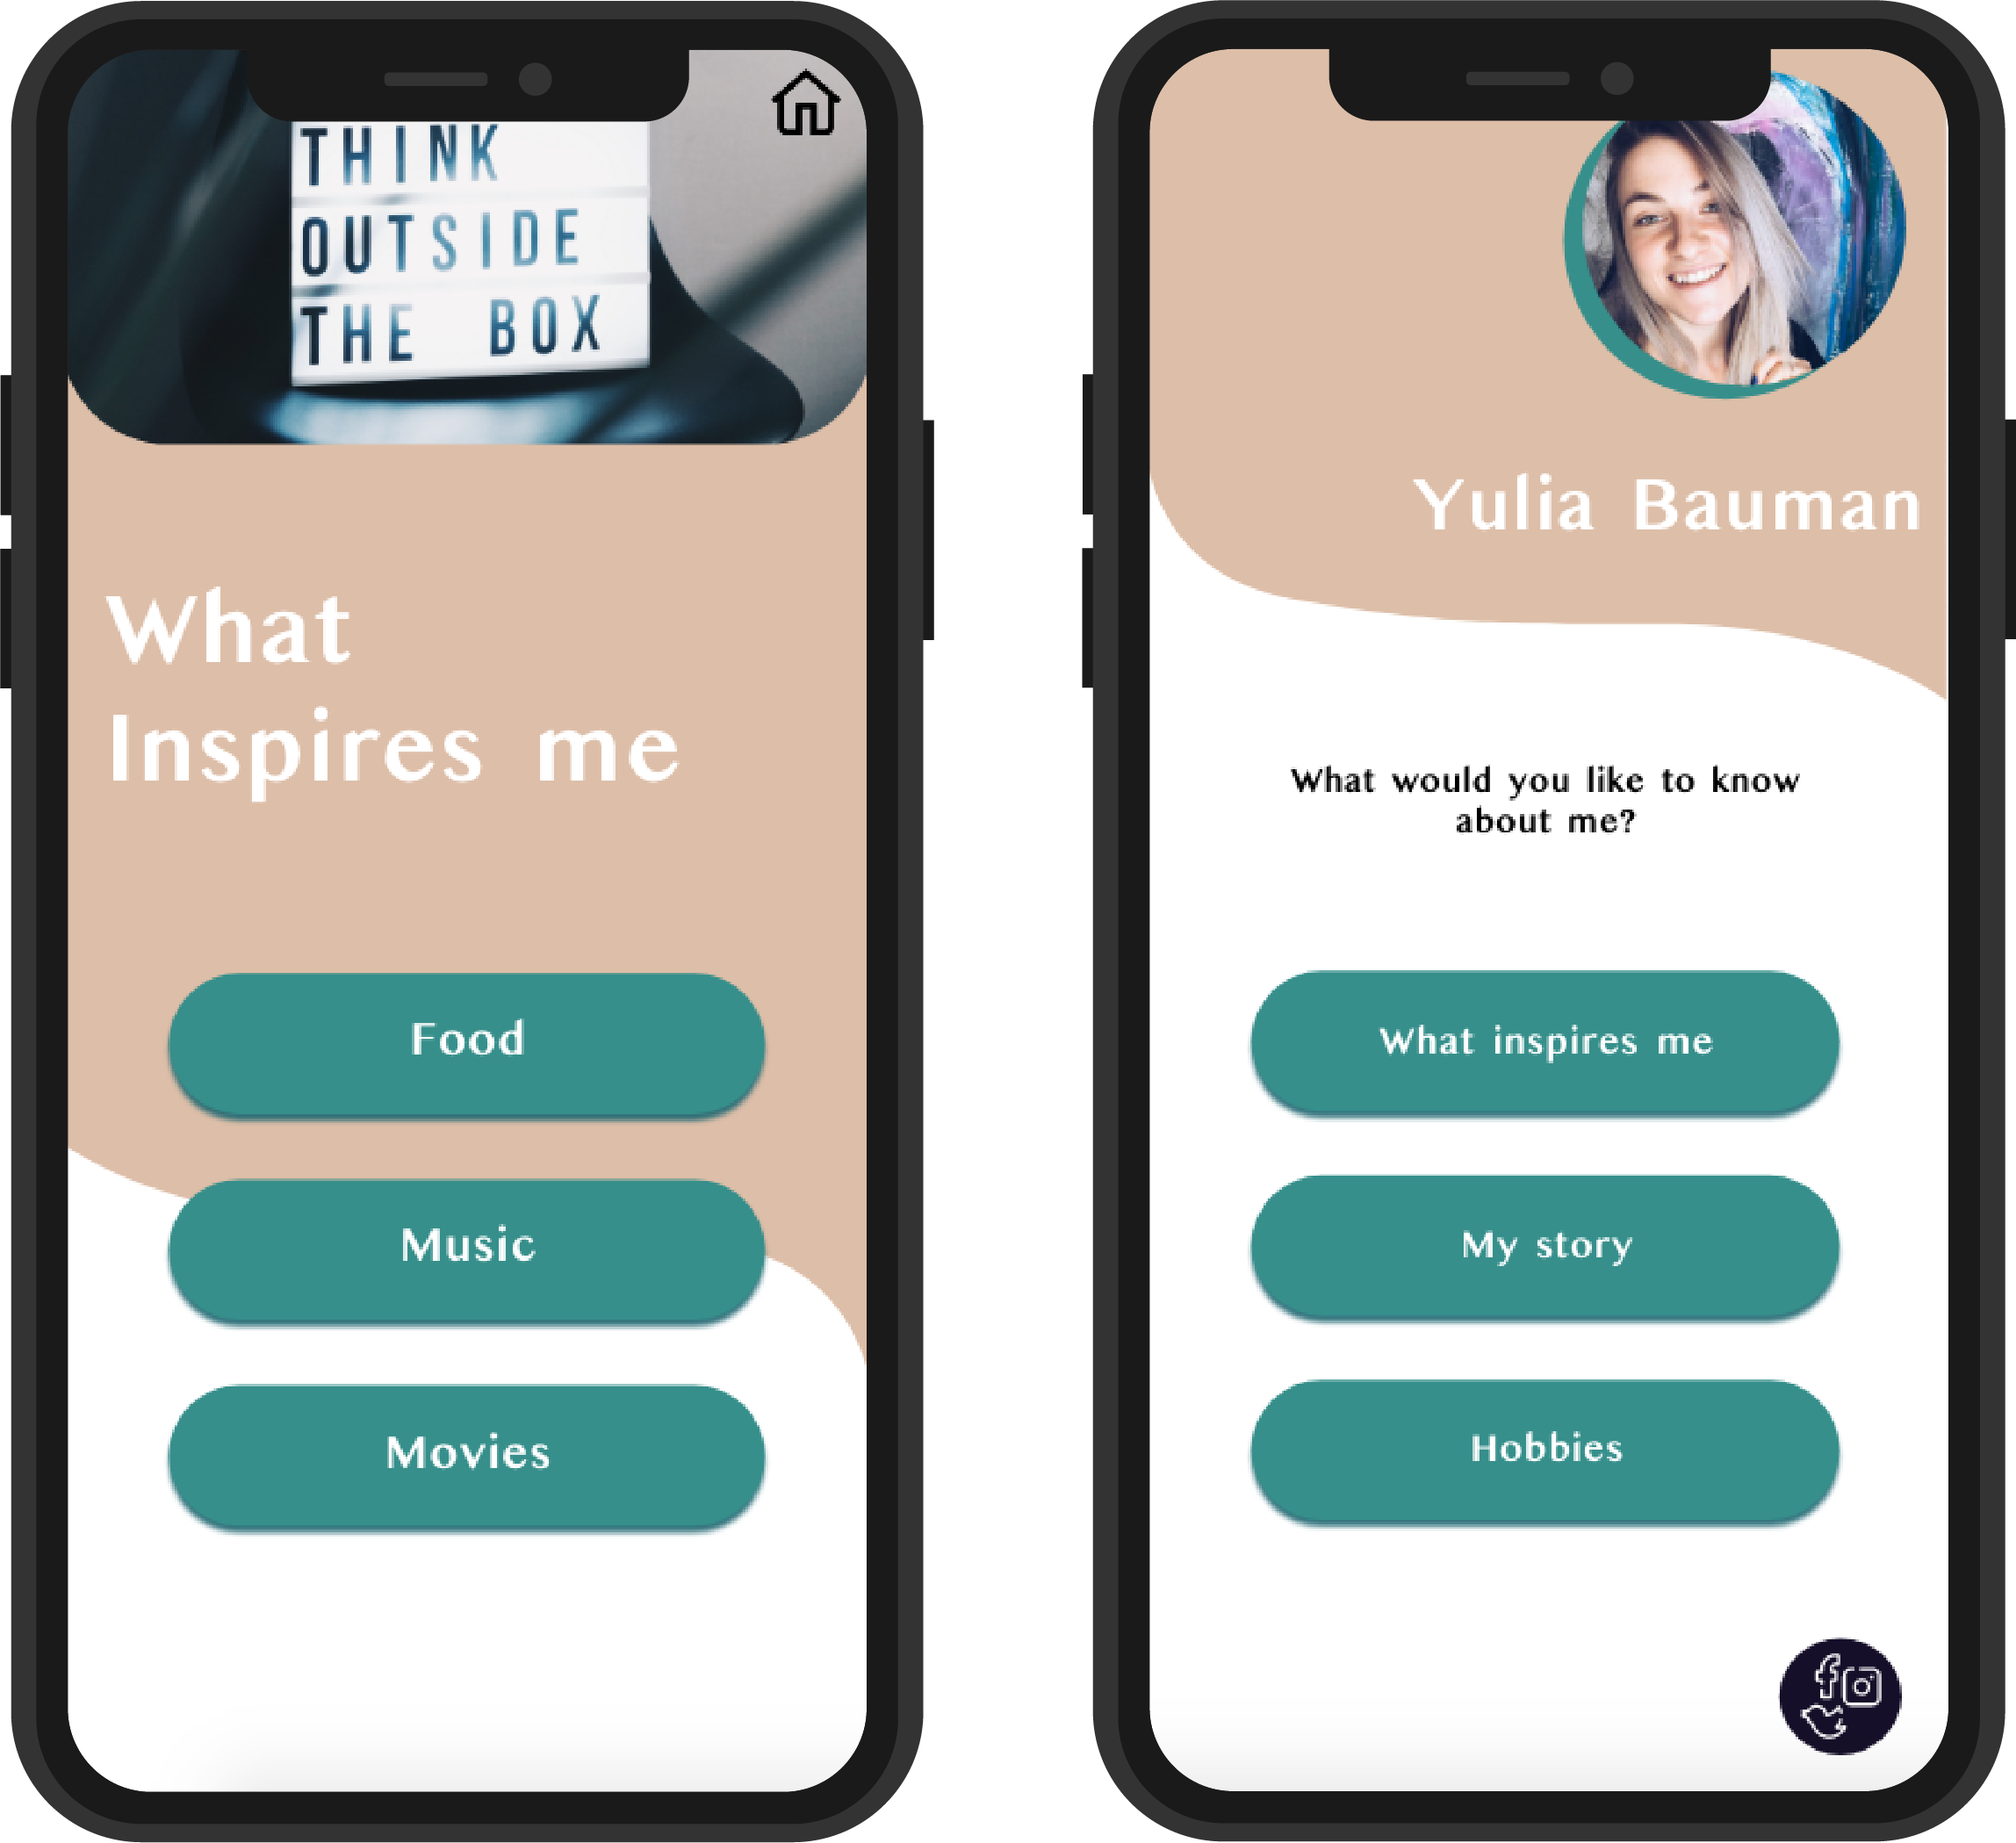 THINK
OUTSIDE
THE BOX
What
Inspires me
Food
Music
Movies
Yulia Bauman
What would you like to know
about me?
What inspires me
My story
Hobbies